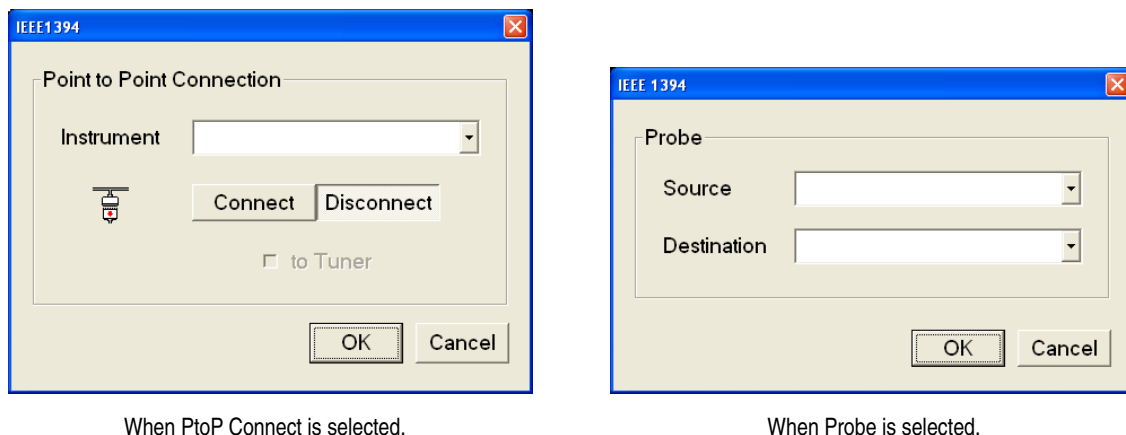 IEEE1394
Point to Point Connection
Instrument
Connect Disconnect
to Tuner
OK Cancel
When PtoP Connect is selected.
IEEE 1394
Probe
Source
Destination
OK Cancel
When Probe is selected.